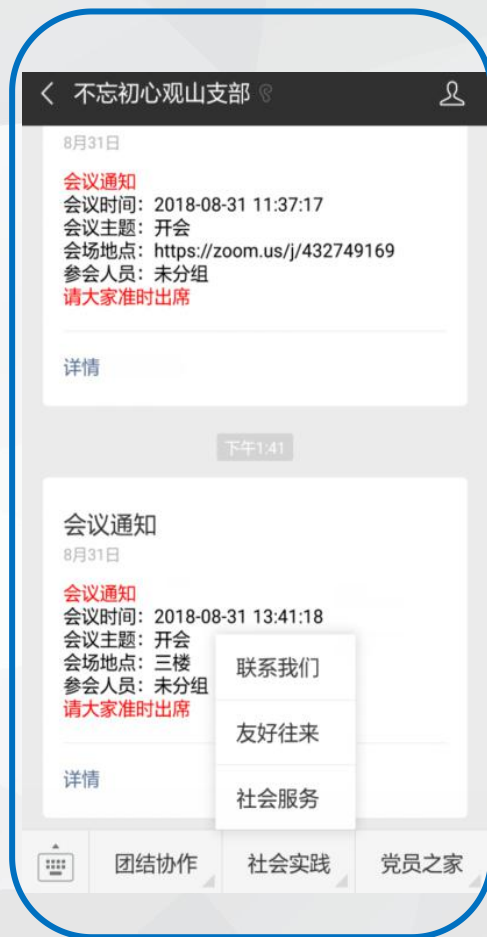 不忘初心观山支部
8月31日
会议通知
会议时间：2018-08-31 11:37:17
会议主题：开会
会场地点：https://zoom.us/j/432749169
参会人员：未分组
请大家准时出席
详情
下午1:41
会议通知
8月31日
会议通知
会议时间：2018-08-31 13:41:18
会议主题：开会
会场地点：三楼
参会人员：未分组
请大家准时出席
详情
联系我们
友好往来
社会服务
团结协作
社会实践
党员之家